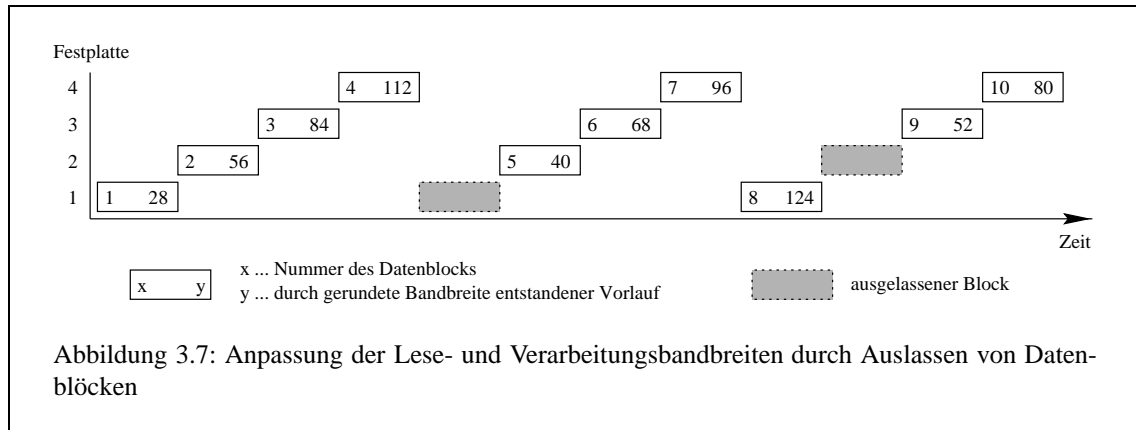 Festplatte
4 4 112 7 96 10 80
3 3 84 6 68 9 52
2 2 56 5 40
1 1 28 8 124
Zeit
x y
x ... Nummer des Datenblocks
y ... durch gerundete Bandbreite entstandener Vorlauf
ausgelassener Block
Abbildung 3.7: Anpassung der Lese- und Verarbeitungsbandbreiten durch Auslassen von Daten-
blöcken